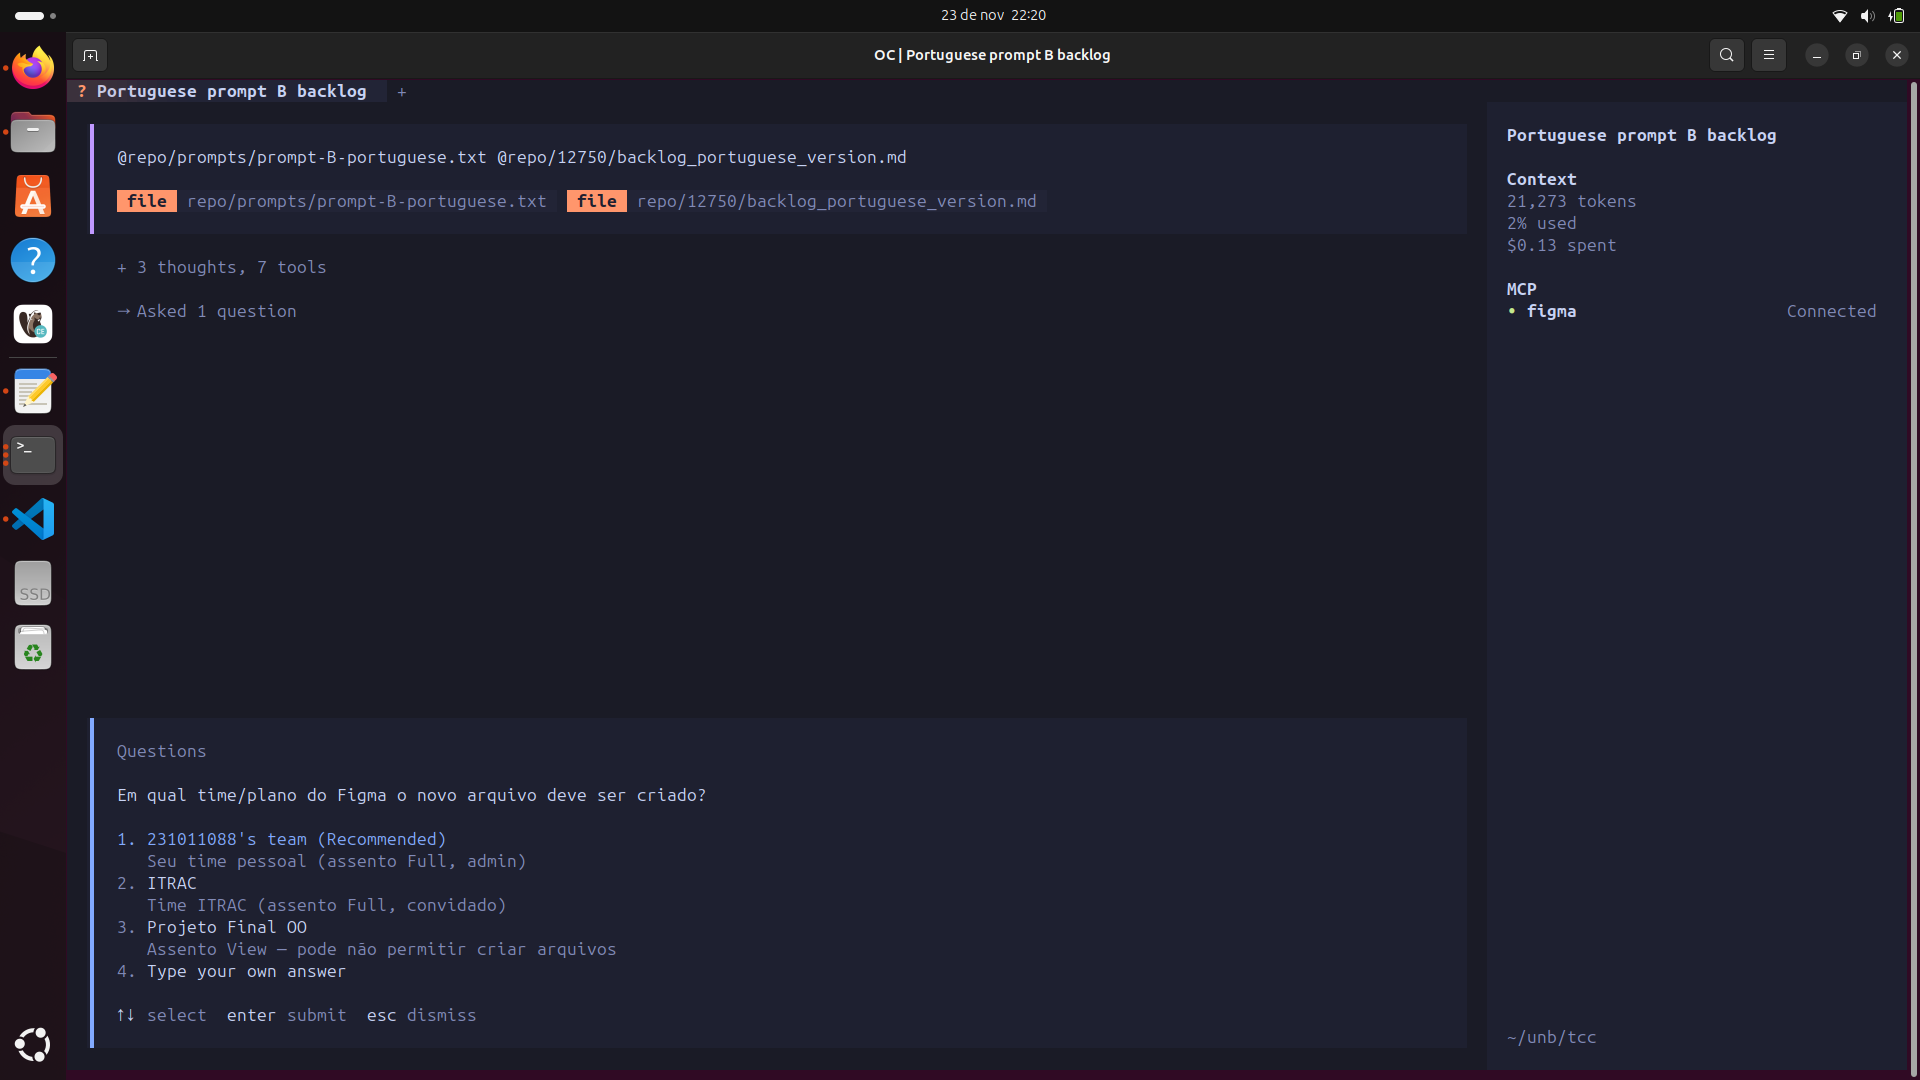 23 de nov 22:20
OC | Portuguese prompt B backlog
? Portuguese prompt B backlog +
@repo/prompts/prompt-B-portuguese.txt @repo/12750/backlog_portuguese_version.md
file repo/prompts/prompt-B-portuguese.txt file repo/12750/backlog_portuguese_version.md
+ 3 thoughts, 7 tools
→ Asked 1 question
Portuguese prompt B backlog
Context
21,273 tokens
2% used
$0.13 spent
MCP
• figma Connected
Questions
Em qual time/plano do Figma o novo arquivo deve ser criado?
1. 231011088's team (Recommended)
Seu time pessoal (assento Full, admin)
2. ITRAC
Time ITRAC (assento Full, convidado)
3. Projeto Final OO
Assento View — pode não permitir criar arquivos
4. Type your own answer
↑↓ select enter submit esc dismiss
~/unb/tcc
SSD